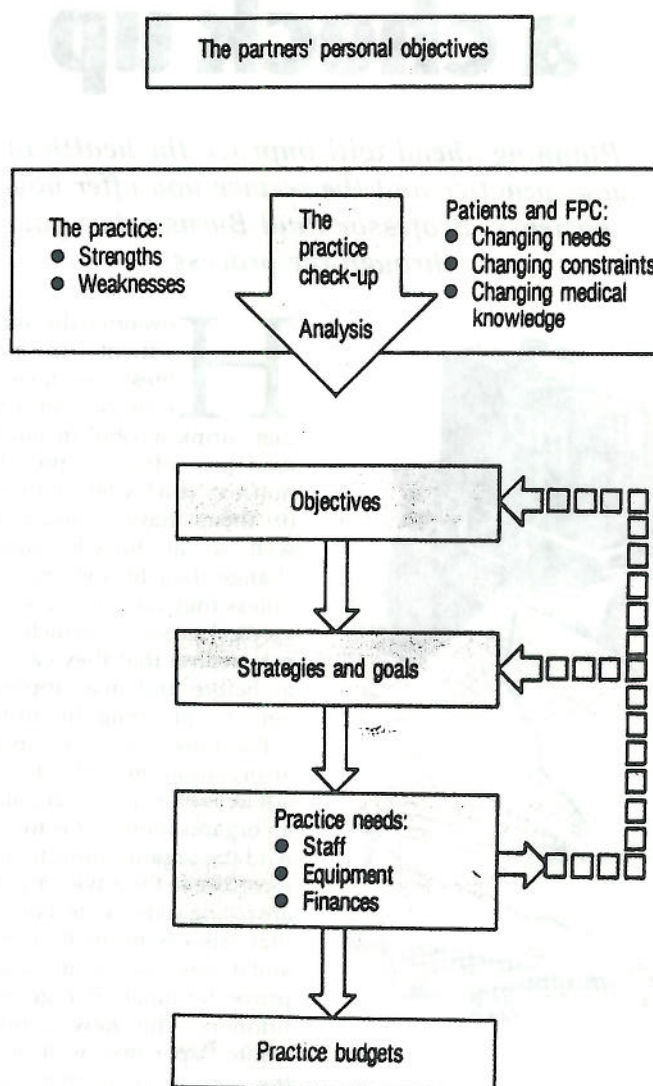 The partners' personal objectives
The practice:
● Strengths
● Weaknesses
The
practice
check-up
Analysis
Patients and FPC:
● Changing needs
● Changing constraints
● Changing medical
knowledge
Objectives
Strategies and goals
Practice needs:
● Staff
● Equipment
● Finances
Practice budgets